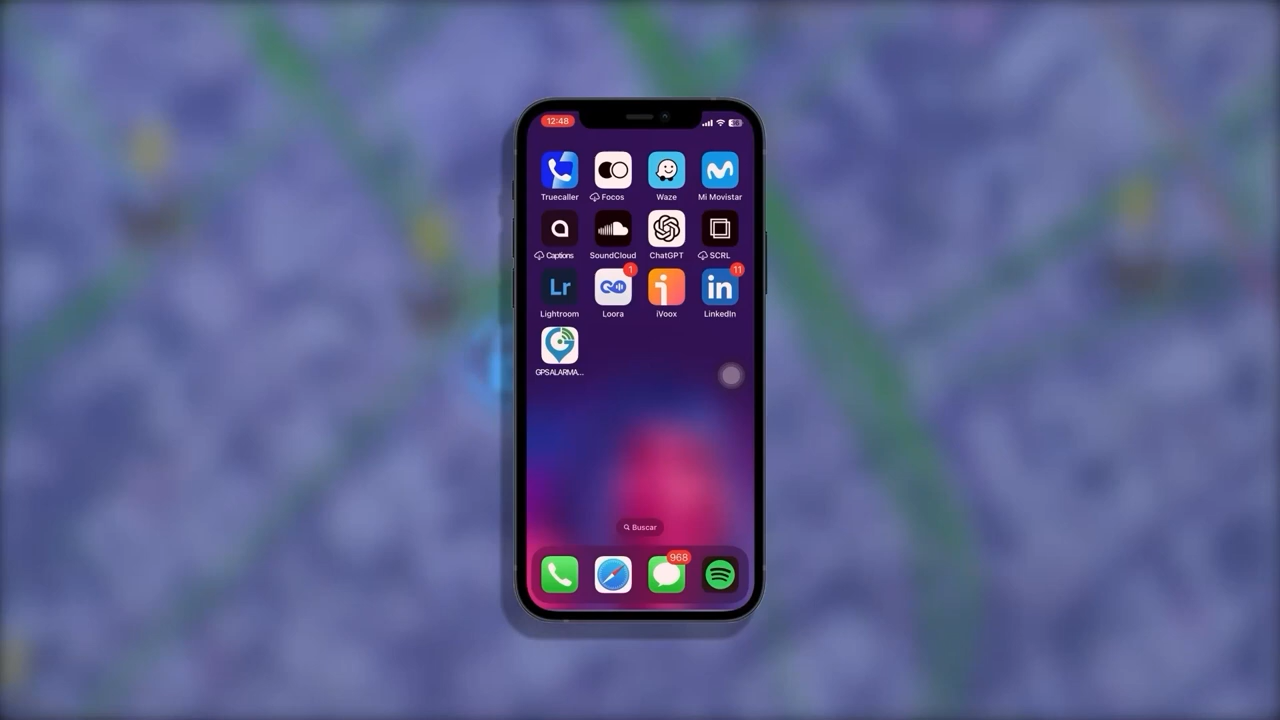 12:48
36
Truecaller
Focos
Waze
Mi Movistar
Captions
SoundCloud
ChatGPT
SCRL
Lr
1
11
in
Lightroom
Loora
iVoox
LinkedIn
GPSALARMA...
Buscar
968